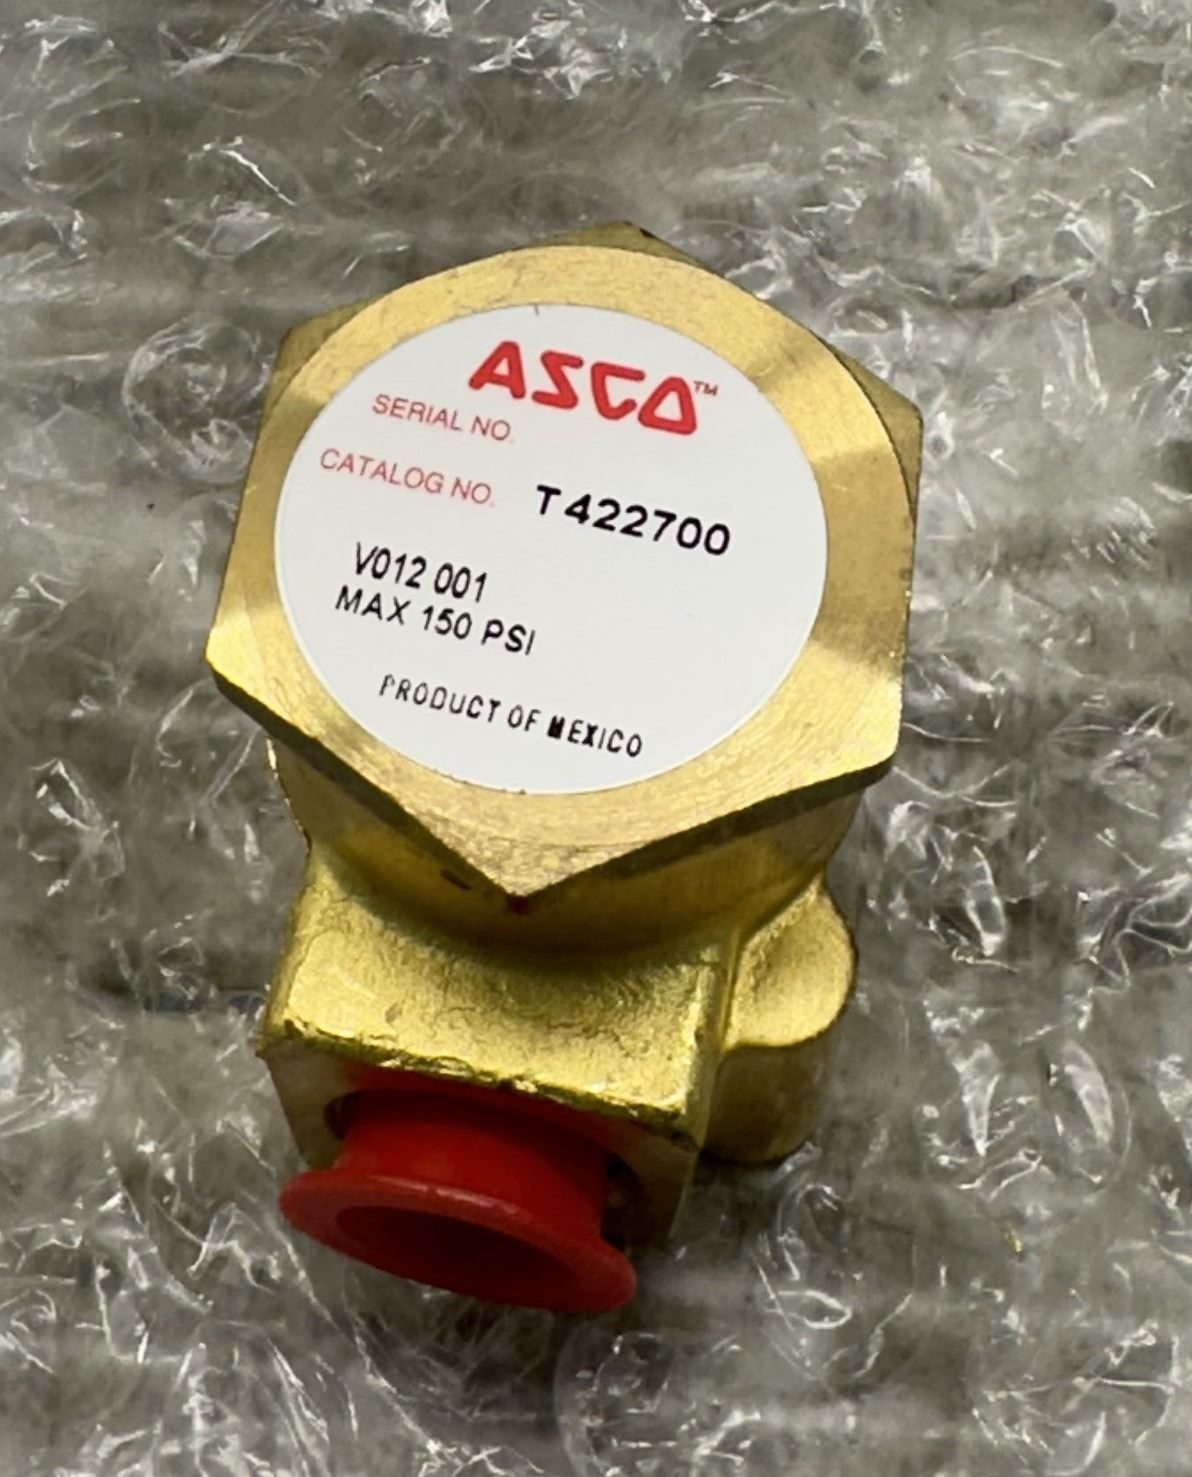 ASCO™
SERIAL NO.
CATALOG NO. T422700
V012 001
MAX 150 PSI
PRODUCT OF MEXICO